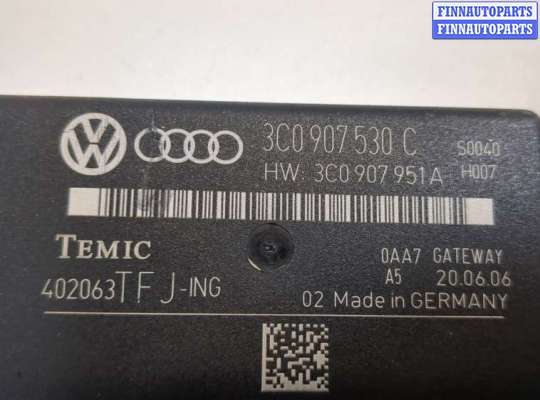 FINNAUTOPARTS
FINNAUTOPARTS
3C0 907 530 C S0040
HW: 3C0 907 951A H007
TEMIC
0AA7 GATEWAY
402063TFJ-ING
A5 20.06.06
02 Made in GERMANY